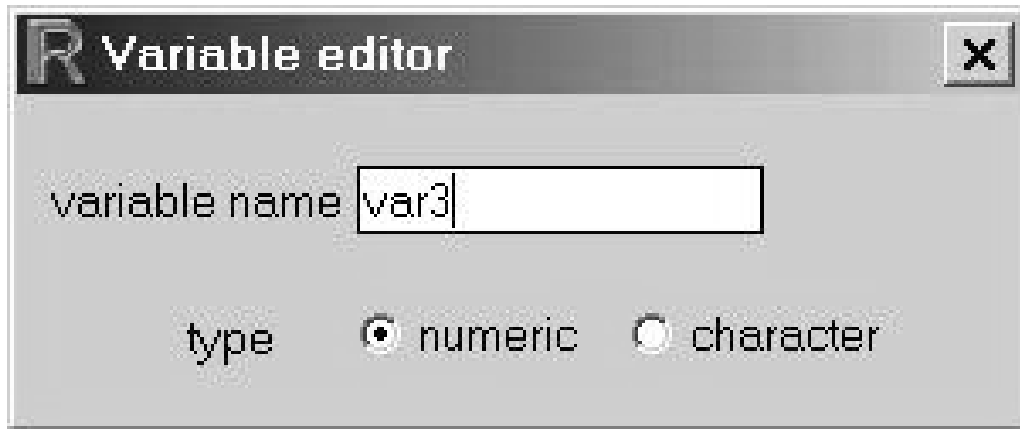 R Variable editor
variable name var3
type numeric character